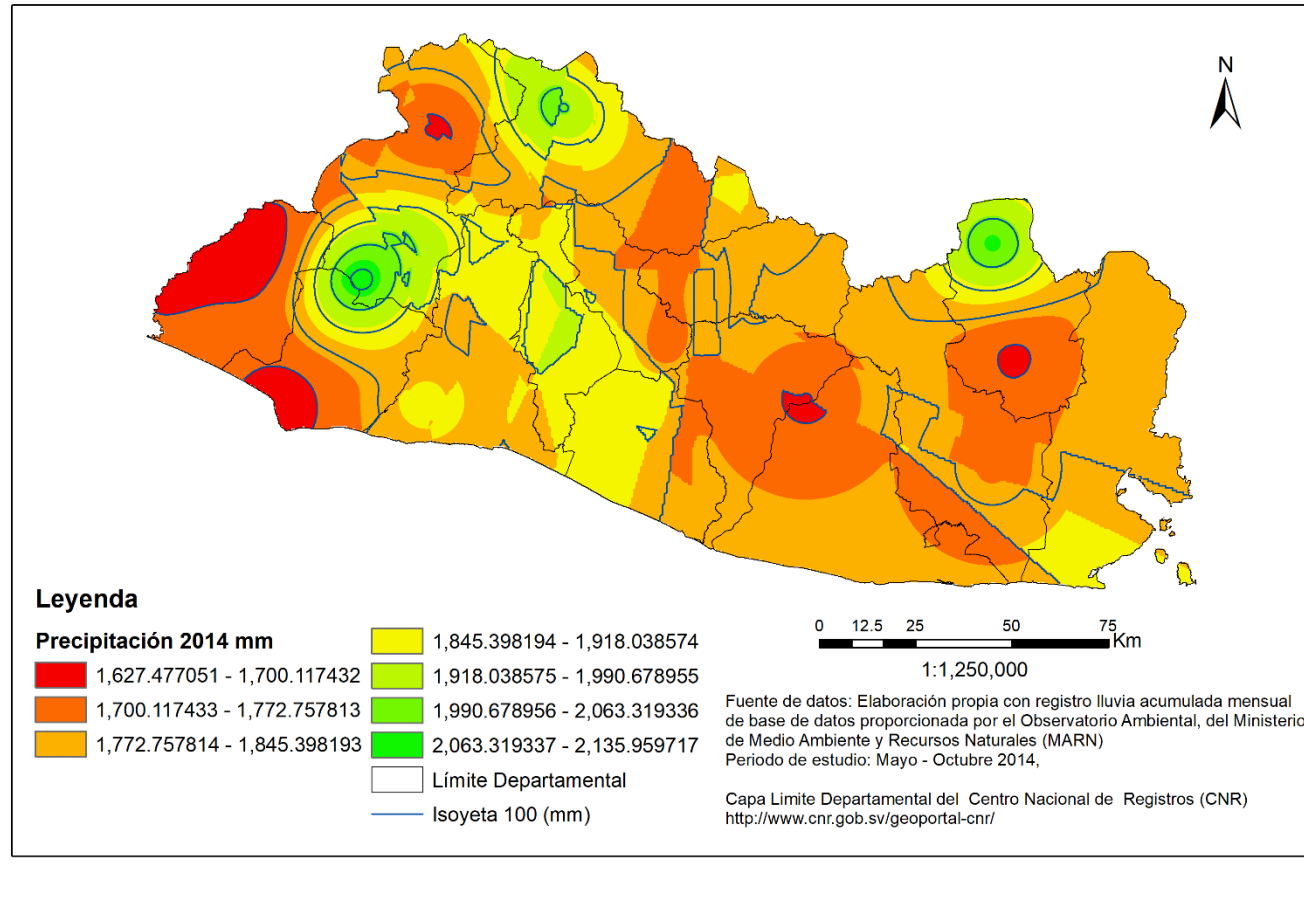 N
Leyenda
Precipitación 2014 mm
1,627.477051 - 1,700.117432
1,700.117433 - 1,772.757813
1,772.757814 - 1,845.398193
1,845.398194 - 1,918.038574
1,918.038575 - 1,990.678955
1,990.678956 - 2,063.319336
2,063.319337 - 2,135.959717
Límite Departamental
Isoyeta 100 (mm)
0 12.5 25 50 75
Km
1:1,250,000
Fuente de datos: Elaboración propia con registro lluvia acumulada mensual
de base de datos proporcionada por el Observatorio Ambiental, del Ministerio
de Medio Ambiente y Recursos Naturales (MARN)
Periodo de estudio: Mayo - Octubre 2014,
Capa Limite Departamental del Centro Nacional de Registros (CNR)
http://www.cnr.gob.sv/geoportal-cnr/